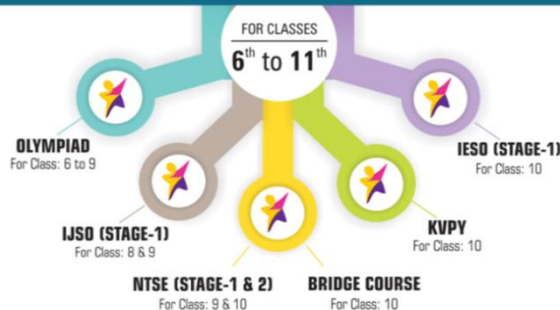 FOR CLASSES
6th to 11th
OLYMPIAD
For Class: 6 to 9
IJSO (STAGE-1)
For Class: 8 & 9
NTSE (STAGE-1 & 2)
For Class: 9 & 10
BRIDGE COURSE
For Class: 10
KVPY
For Class: 10
IESO (STAGE-1)
For Class: 10